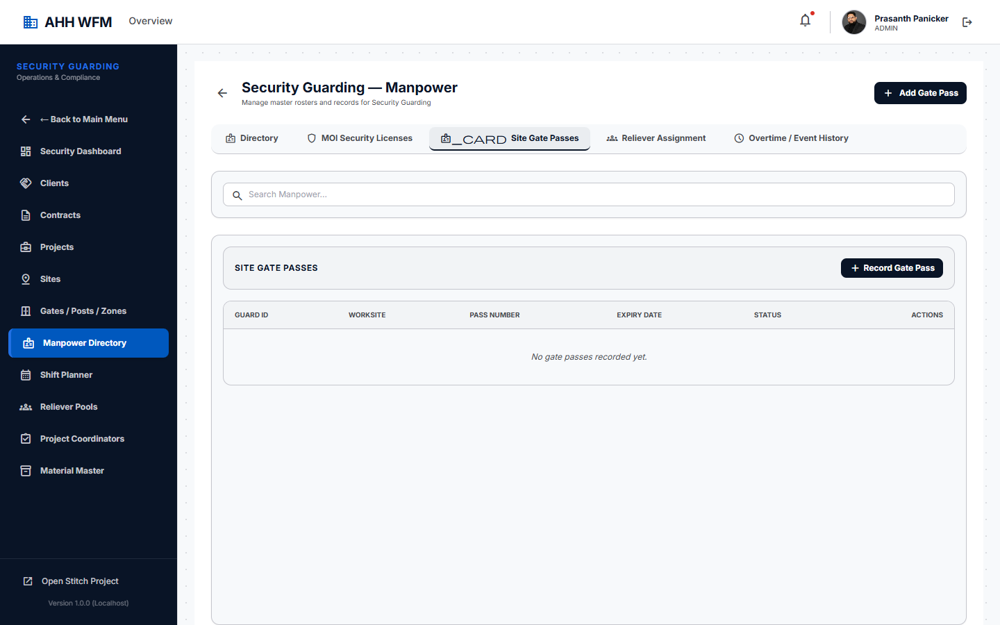 AHH WFM
Overview
Prasanth Panicker
ADMIN
SECURITY GUARDING
Operations & Compliance
← Back to Main Menu
Security Dashboard
Clients
Contracts
Projects
Sites
Gates / Posts / Zones
Manpower Directory
Shift Planner
Reliever Pools
Project Coordinators
Material Master
Open Stitch Project
Version 1.0.0 (Localhost)
Security Guarding — Manpower
Manage master rosters and records for Security Guarding
Add Gate Pass
Directory
MOI Security Licenses
_CARD Site Gate Passes
Reliever Assignment
Overtime / Event History
Search Manpower...
SITE GATE PASSES
Record Gate Pass
GUARD ID WORKSITE PASS NUMBER EXPIRY DATE STATUS ACTIONS
No gate passes recorded yet.